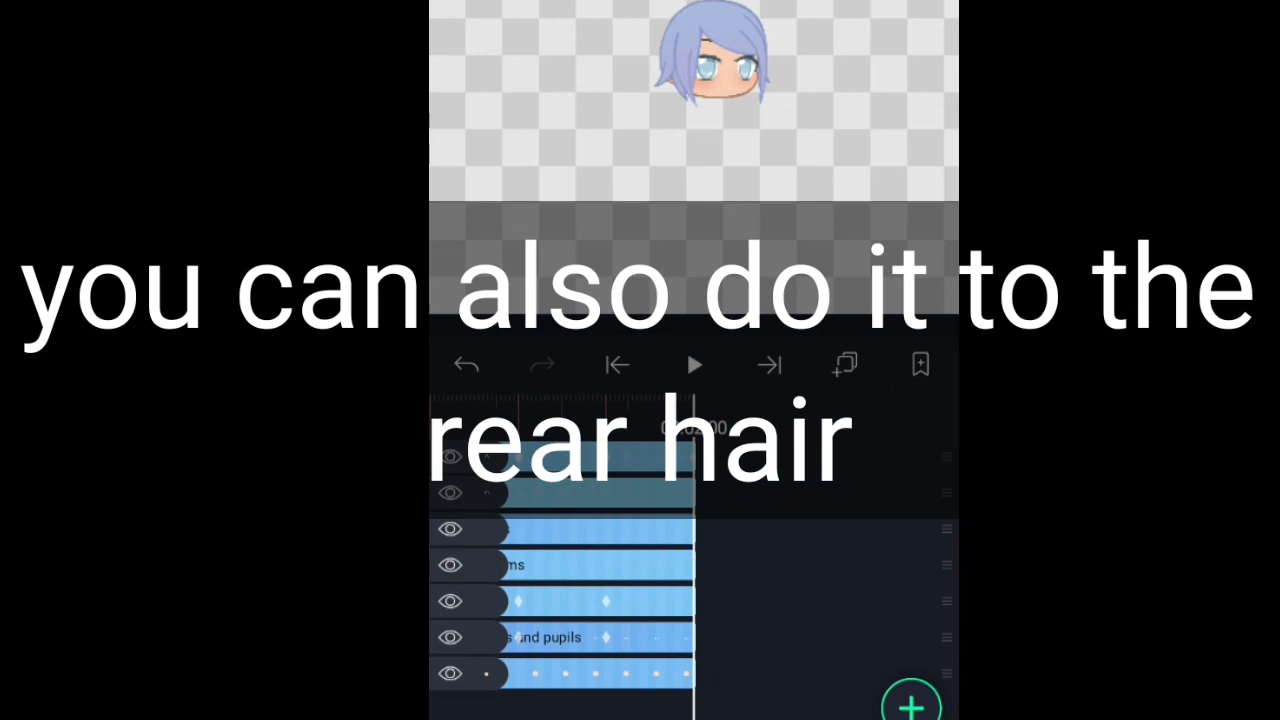 you can also do it to the
rear hair
ms
s and pupils